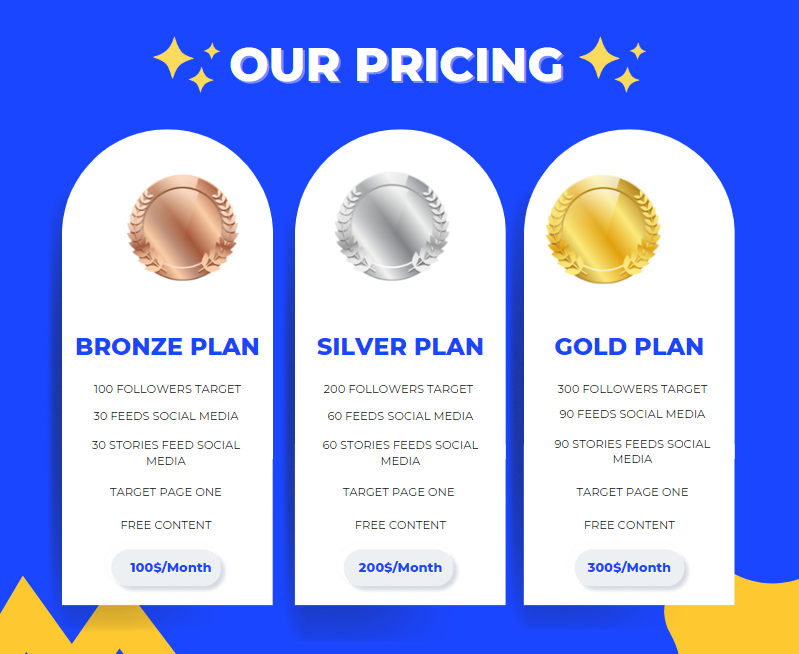 OUR PRICING
BRONZE PLAN
100 FOLLOWERS TARGET
30 FEEDS SOCIAL MEDIA
30 STORIES FEED SOCIAL
MEDIA
TARGET PAGE ONE
FREE CONTENT
100$/Month
SILVER PLAN
200 FOLLOWERS TARGET
60 FEEDS SOCIAL MEDIA
60 STORIES FEEDS SOCIAL
MEDIA
TARGET PAGE ONE
FREE CONTENT
200$/Month
GOLD PLAN
300 FOLLOWERS TARGET
90 FEEDS SOCIAL MEDIA
90 STORIES FEEDS SOCIAL
MEDIA
TARGET PAGE ONE
FREE CONTENT
300$/Month